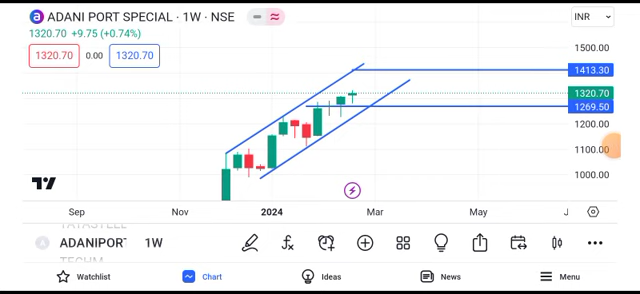 ADANI PORT SPECIAL · 1W · NSE
INR
1320.70 +9.75 (+0.74%)
1320.70 0.00 1320.70
1500.00
1413.30
1320.70
1269.50
1200.00
1100.00
1000.00
Sep Nov 2024 Mar May J
TATASTEEL
ADANIPOR 1W
TECHM
Watchlist Chart Ideas News Menu